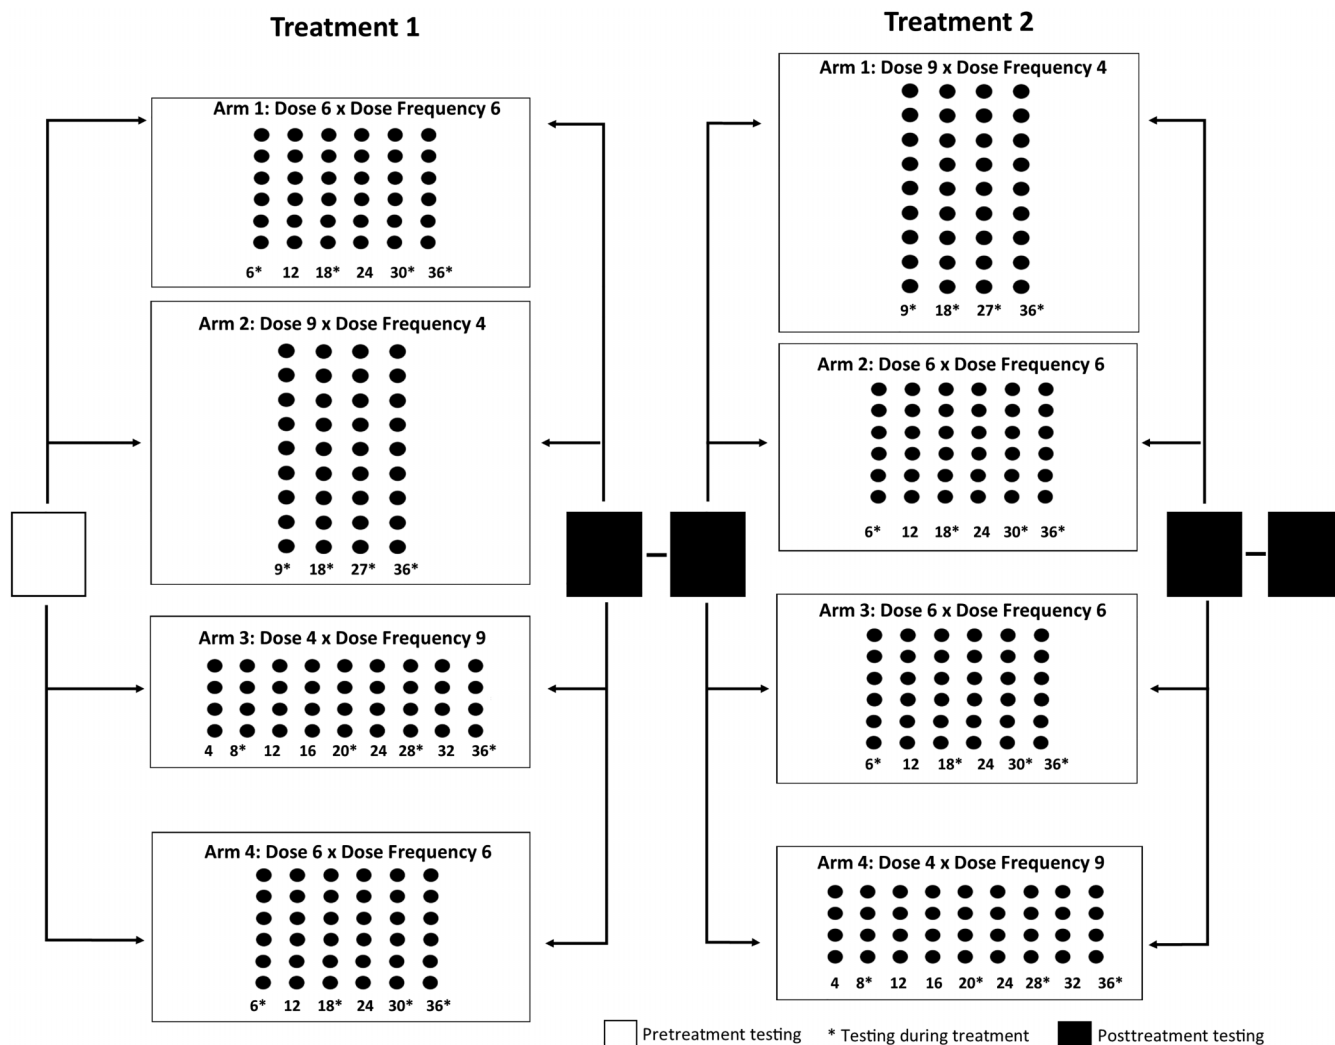 Treatment 1
Arm 1: Dose 6 x Dose Frequency 6
6* 12 18* 24 30* 36*
Arm 2: Dose 9 x Dose Frequency 4
9* 18* 27* 36*
Arm 3: Dose 4 x Dose Frequency 9
4 8* 12 16 20* 24 28* 32 36*
Arm 4: Dose 6 x Dose Frequency 6
6* 12 18* 24 30* 36*
Treatment 2
Arm 1: Dose 9 x Dose Frequency 4
9* 18* 27* 36*
Arm 2: Dose 6 x Dose Frequency 6
6* 12 18* 24 30* 36*
Arm 3: Dose 6 x Dose Frequency 6
6* 12 18* 24 30* 36*
Arm 4: Dose 4 x Dose Frequency 9
4 8* 12 16 20* 24 28* 32 36*
Pretreatment testing * Testing during treatment Posttreatment testing